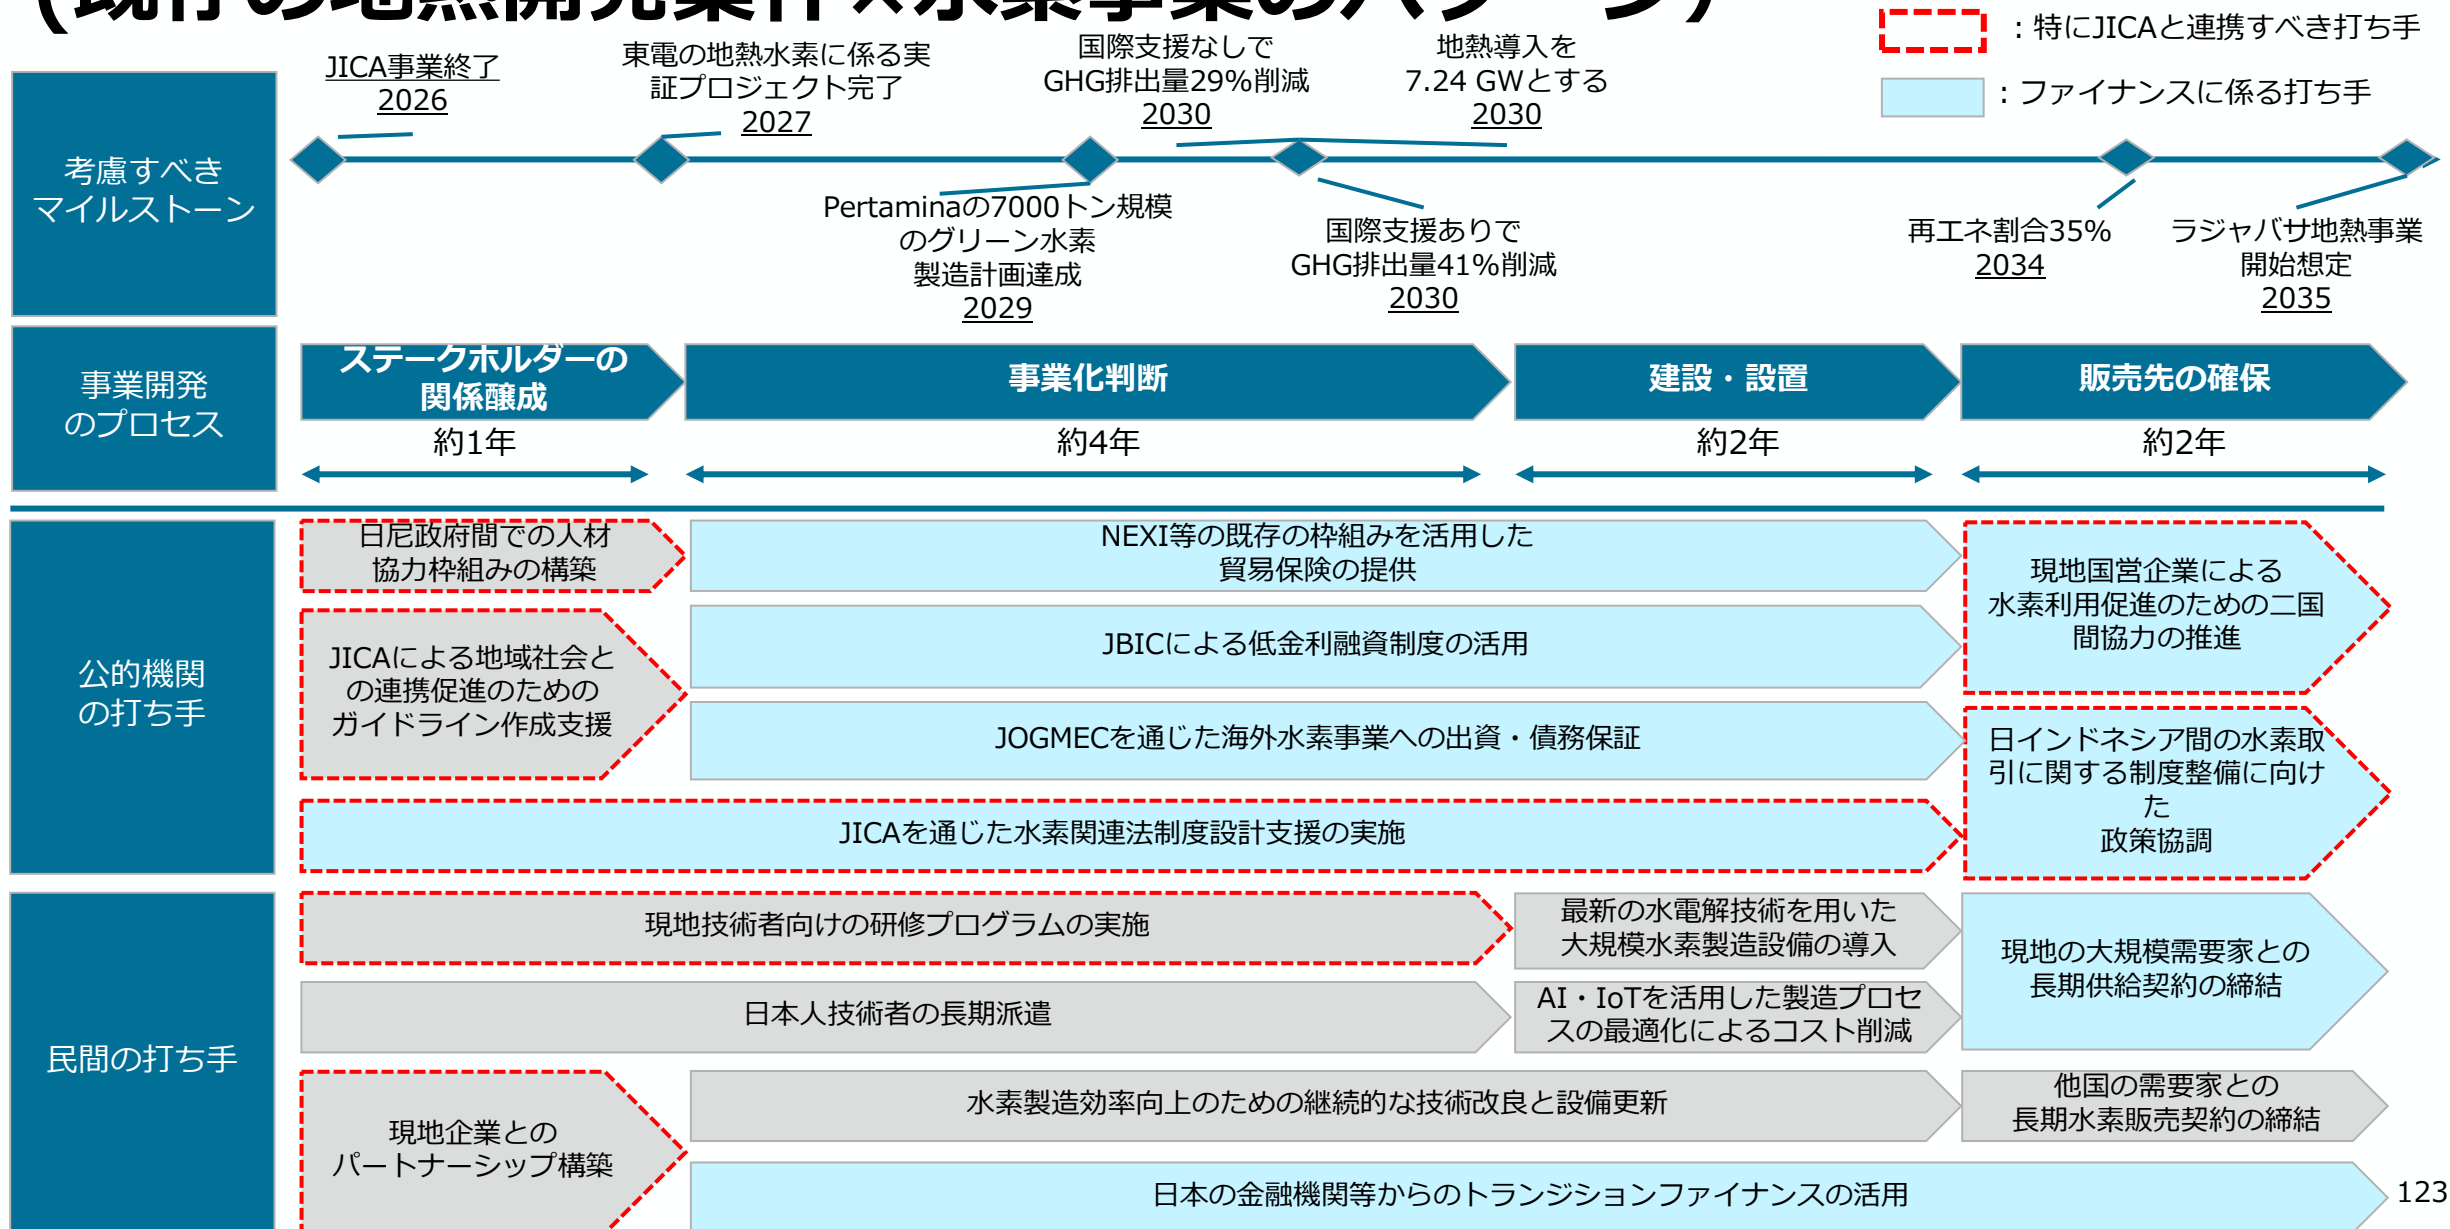 (既存の地熱開発案件×水素事業のパターン)
：特にJICAと連携すべき打ち手
：ファイナンスに係る打ち手
考慮すべき
マイルストーン
JICA事業終了
2026
東電の地熱水素に係る実
証プロジェクト完了
2027
国際支援なしで
GHG排出量29%削減
2030
地熱導入を
7.24 GWとする
2030
Pertaminaの7000トン規模
のグリーン水素
製造計画達成
2029
国際支援ありで
GHG排出量41%削減
2030
再エネ割合35%
2034
ラジャバサ地熱事業
開始想定
2035
事業開発
のプロセス
ステークホルダーの
関係醸成
事業化判断
建設・設置
販売先の確保
約1年
約4年
約2年
約2年
公的機関
の打ち手
日尼政府間での人材
協力枠組みの構築
JICAによる地域社会と
の連携促進のための
ガイドライン作成支援
NEXI等の既存の枠組みを活用した
貿易保険の提供
JBICによる低金利融資制度の活用
JOGMECを通じた海外水素事業への出資・債務保証
JICAを通じた水素関連法制度設計支援の実施
現地国営企業による
水素利用促進のための二国
間協力の推進
日インドネシア間の水素取
引に関する制度整備に向け
た
政策協調
民間の打ち手
現地技術者向けの研修プログラムの実施
日本人技術者の長期派遣
現地企業との
パートナーシップ構築
最新の水電解技術を用いた
大規模水素製造設備の導入
AI・IoTを活用した製造プロセ
スの最適化によるコスト削減
水素製造効率向上のための継続的な技術改良と設備更新
日本の金融機関等からのトランジションファイナンスの活用
現地の大規模需要家との
長期供給契約の締結
他国の需要家との
長期水素販売契約の締結
123